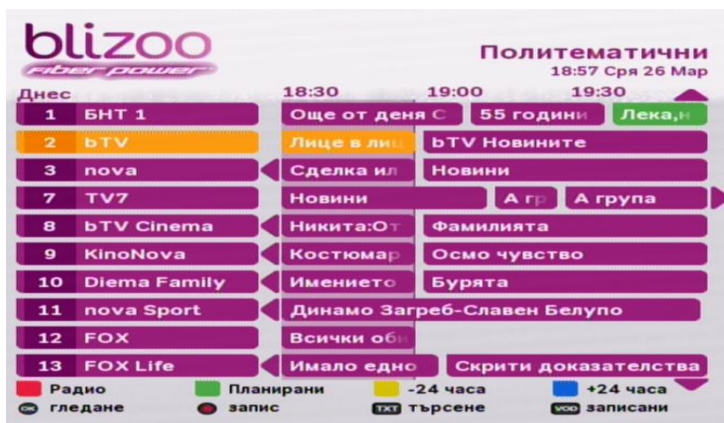 blizoo
Fiber power
Политематични
18:57 Сря 26 Мар
Днес 18:30 19:00 19:30
1 БНТ 1 Още от деня С 55 години Лека,н
2 bTV Лице в лиц bTV Новините
3 nova Сделка ил Новини
7 TV7 Новини А гр А група
8 bTV Cinema Никита:От Фамилията
9 KinoNova Костюмар Осмо чувство
10 Diema Family Имението Бурята
11 nova Sport Динамо Загреб-Славен Белупо
12 FOX Всички оби
13 FOX Life Имало едно Скрити доказателства
Радио Планирани -24 часа +24 часа
OK гледане запис TXT търсене VOD записани